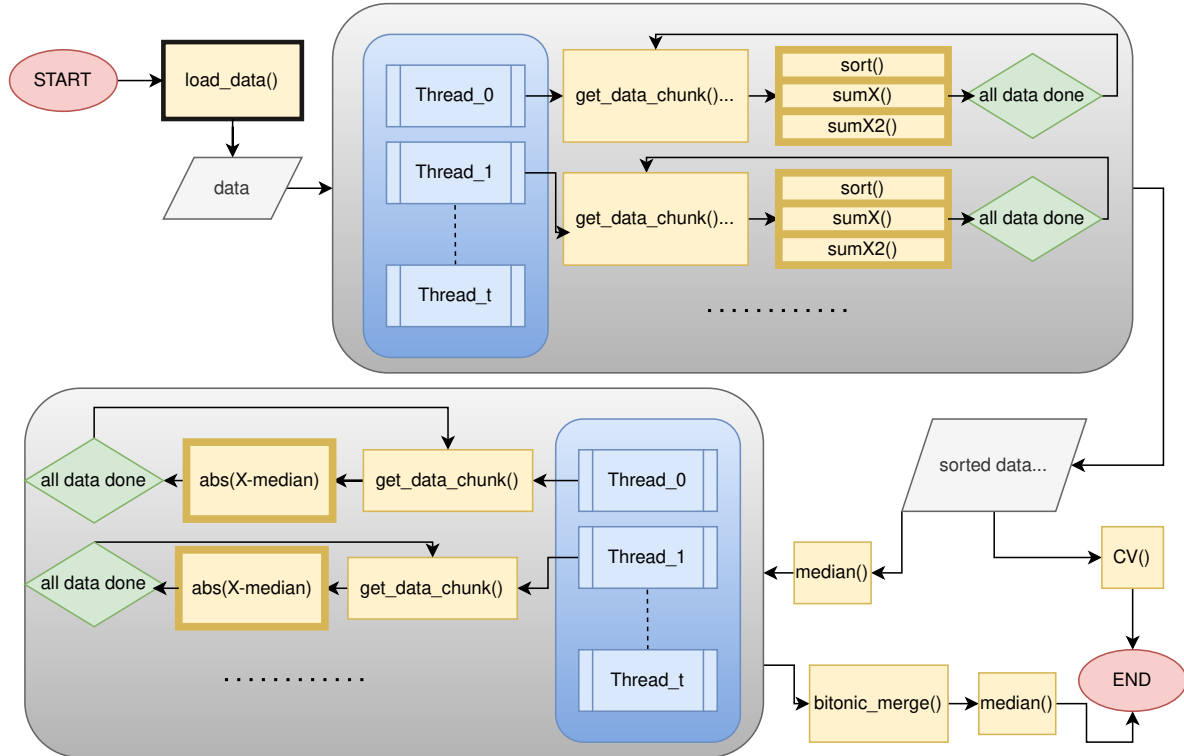 START
load_data()
data
Thread_0
get_data_chunk()...
sort()
sumX()
sumX2()
all data done
Thread_1
get_data_chunk()...
sort()
sumX()
sumX2()
all data done
Thread_t
............
sorted data...
all data done
abs(X-median)
get_data_chunk()
Thread_0
all data done
abs(X-median)
get_data_chunk()
Thread_1
median()
CV()
............
Thread_t
bitonic_merge()
median()
END